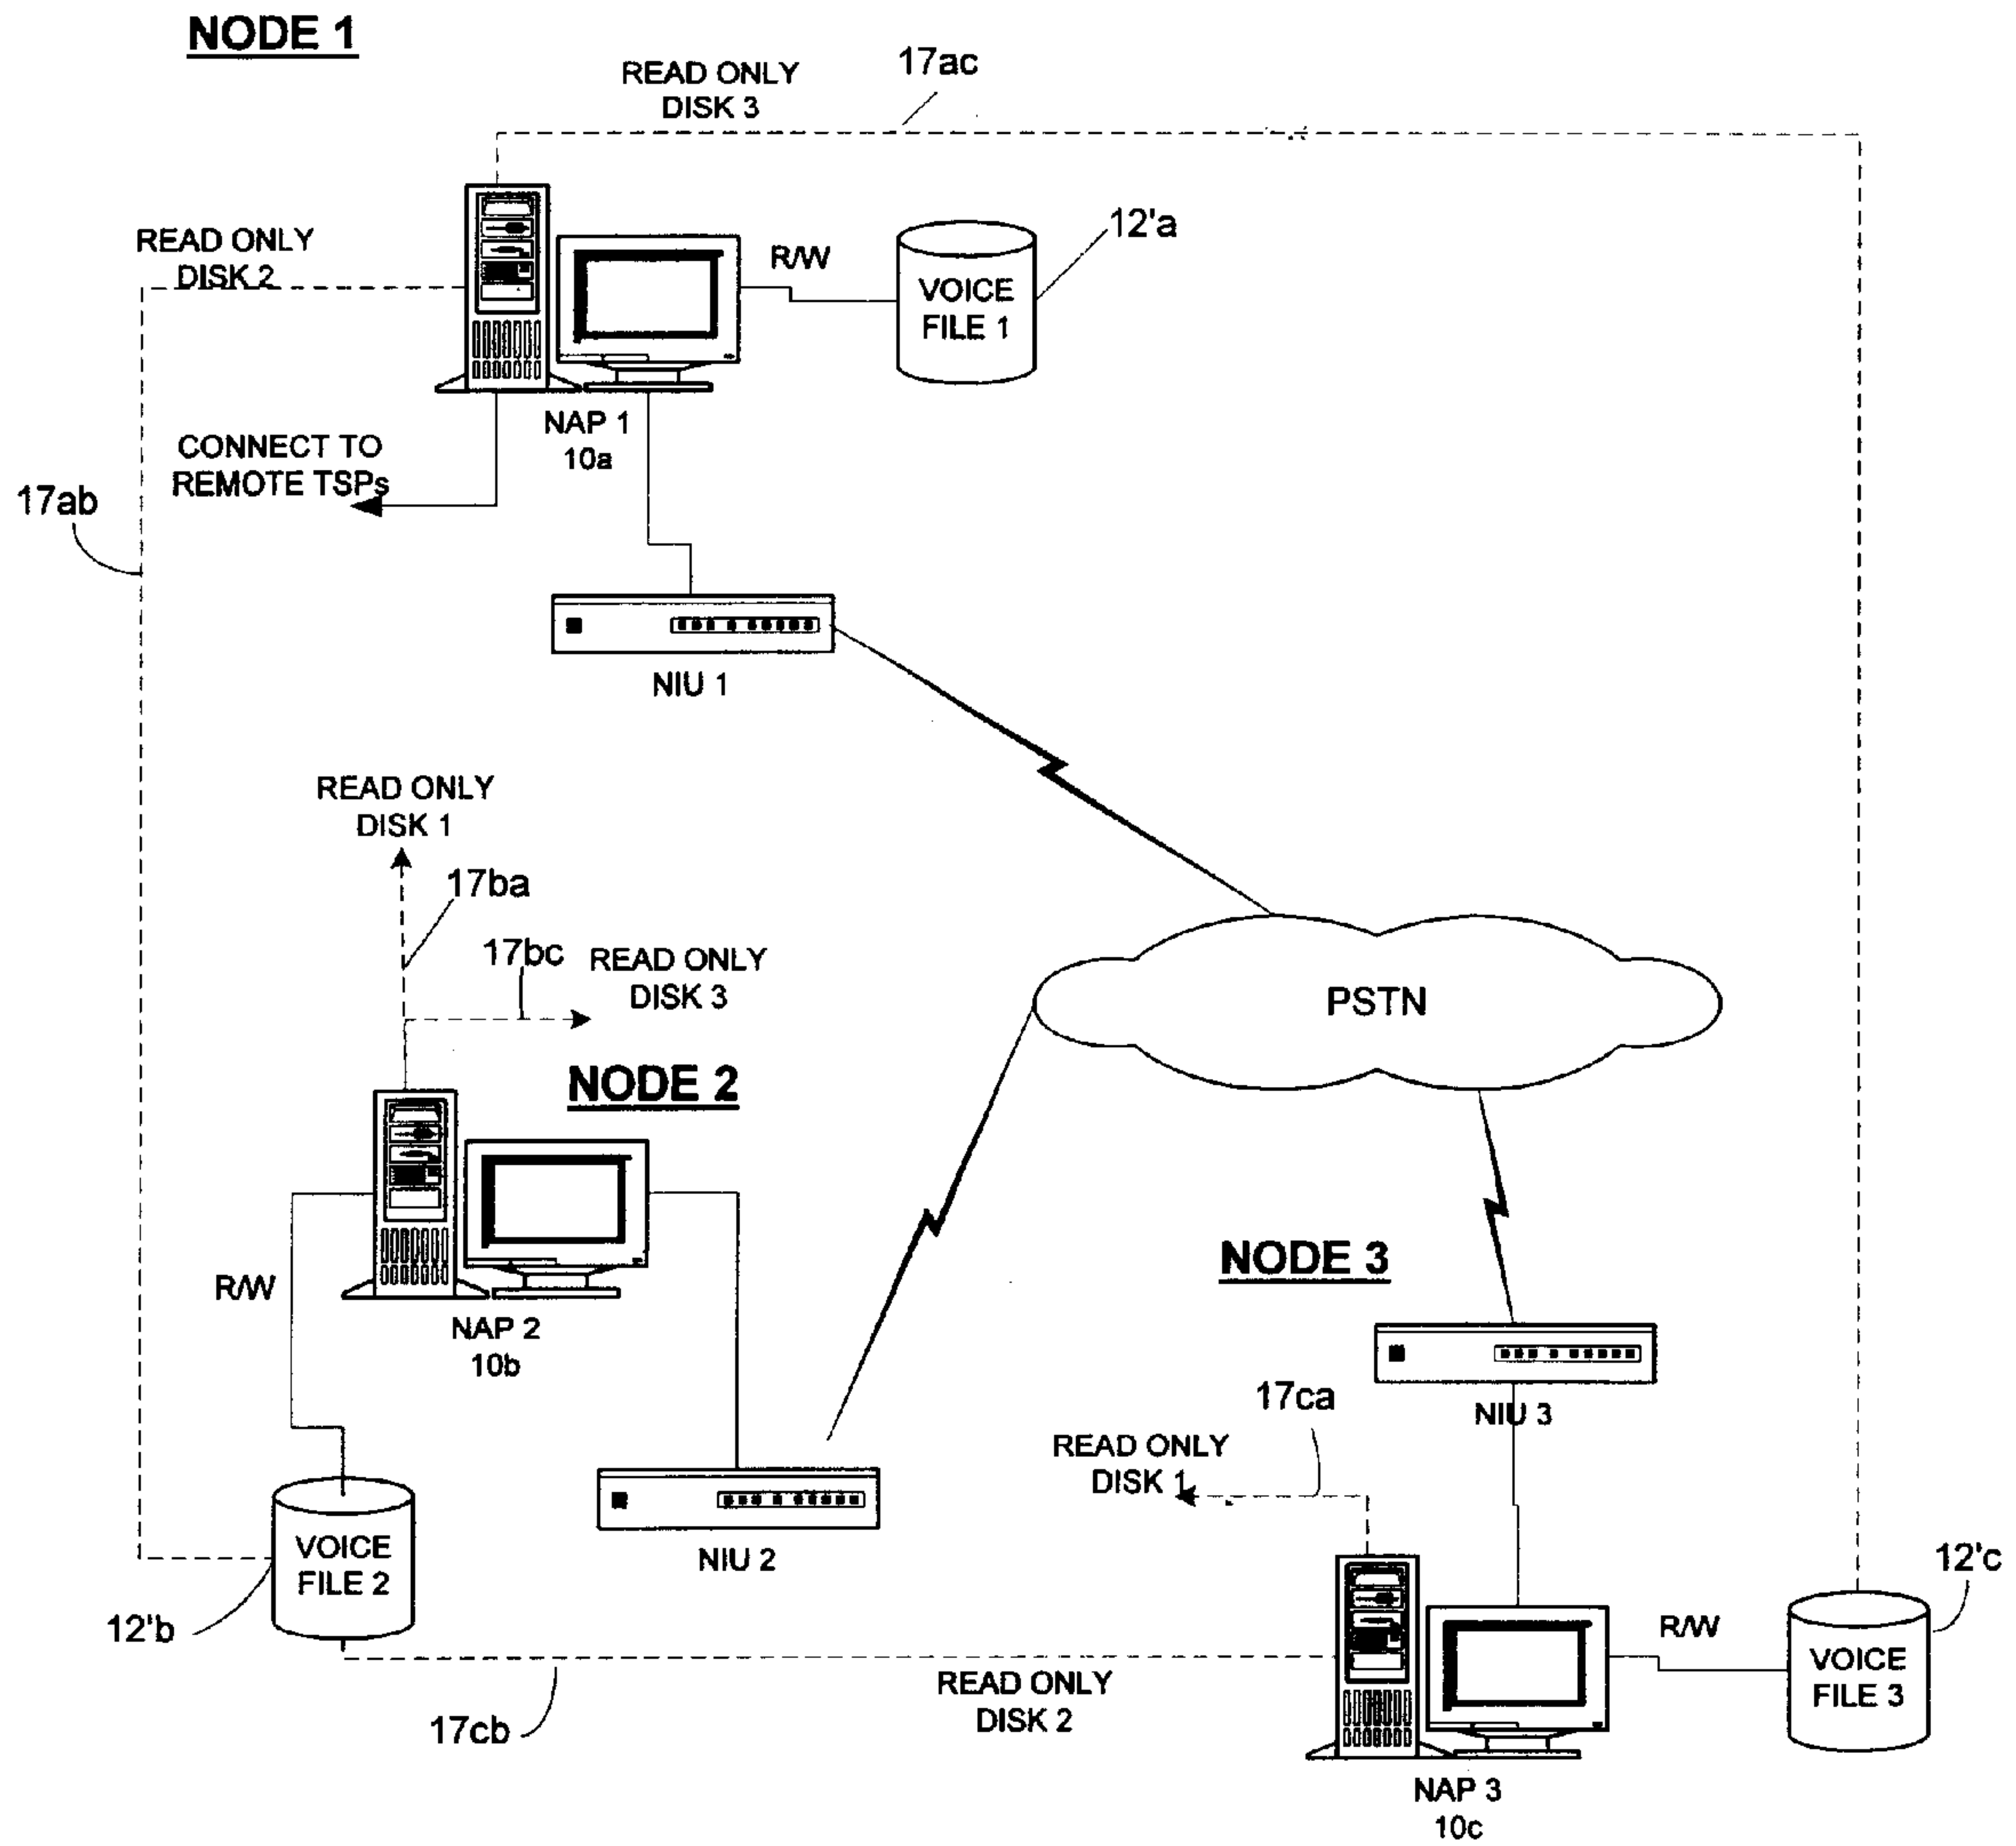 NODE 1
READ ONLY
DISK 3
17ac
READ ONLY
DISK 2
R/W
VOICE
FILE 1
12'a
NAP 1
10a
CONNECT TO
REMOTE TSPs
17ab
NIU 1
READ ONLY
DISK 1
17ba
17bc
READ ONLY
DISK 3
PSTN
NODE 2
R/W
NAP 2
10b
NODE 3
NIU 3
17ca
READ ONLY
DISK 1
VOICE
FILE 2
NIU 2
12'b
12'c
R/W
VOICE
FILE 3
READ ONLY
DISK 2
17cb
NAP 3
10c